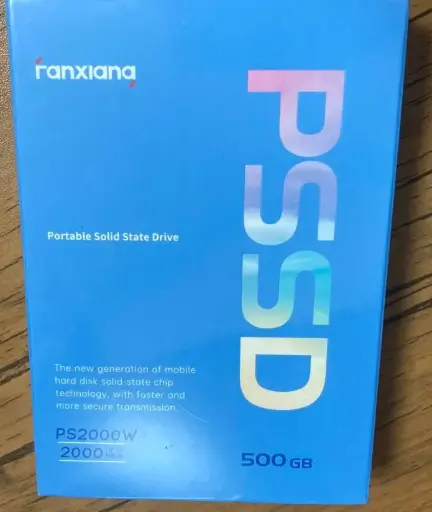 Fanxiang
PSSD
Portable Solid State Drive
The new generation of mobile
hard disk solid state chip
technology, with faster and
more secure transmission.
PS2000W
2000
500 GB